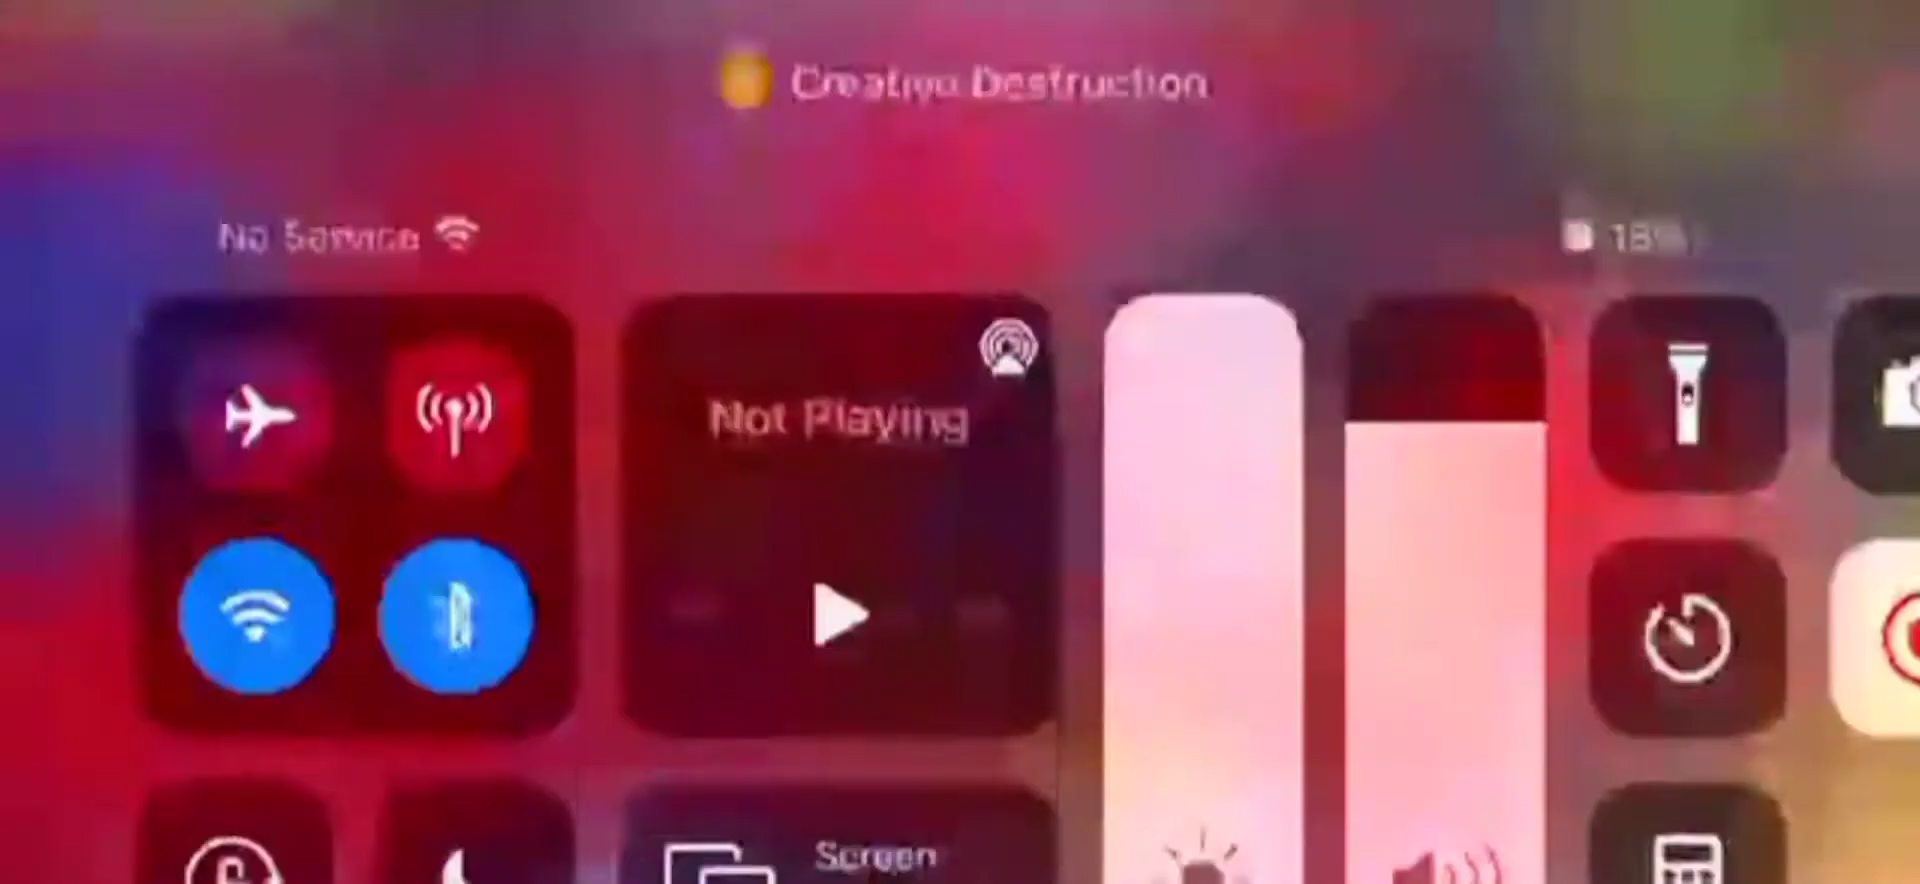 Creative Destruction
No Service
18%
Not Playing
Screen